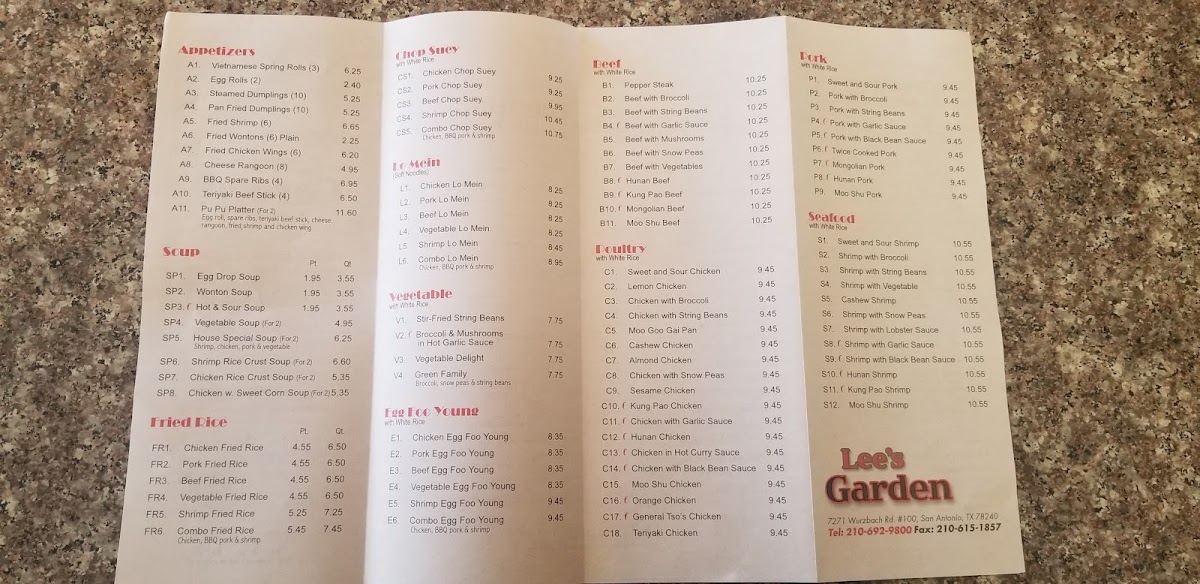 Appetizers
A1. Vietnamese Spring Rolls (3) 6.25
A2. Egg Rolls (2) 2.40
A3. Steamed Dumplings (10) 5.25
A4. Pan Fried Dumplings (10) 5.25
A5. Fried Shrimp (6) 6.65
A6. Fried Wontons (6) Plain 2.25
A7. Fried Chicken Wings (6) 6.20
A8. Cheese Rangoon (8) 4.95
A9. BBQ Spare Ribs (4) 6.95
A10. Teriyaki Beef Stick (4) 6.50
A11. Pu Pu Platter (For 2) 11.60
Egg roll, spare ribs, teriyaki beef stick, cheese
rangoon, fried shrimp and chicken wing
Soup
Pt. Qt.
SP1. Egg Drop Soup 1.95 3.55
SP2. Wonton Soup 1.95 3.55
SP3. Hot & Sour Soup 1.95 3.55
SP4. Vegetable Soup (For 2) 4.95
SP5. House Special Soup (For 2) 6.25
Shrimp, chicken, pork & vegetable
SP6. Shrimp Rice Crust Soup (For 2) 6.60
SP7. Chicken Rice Crust Soup (For 2) 5.35
SP8. Chicken w. Sweet Corn Soup (For 2) 5.35
Fried Rice
Pt. Qt.
FR1. Chicken Fried Rice 4.55 6.50
FR2. Pork Fried Rice 4.55 6.50
FR3. Beef Fried Rice 4.55 6.50
FR4. Vegetable Fried Rice 4.55 6.50
FR5. Shrimp Fried Rice 5.25 7.25
FR6. Combo Fried Rice 5.45 7.45
Chicken, BBQ pork & shrimp
Chop Suey
with White Rice
CS1. Chicken Chop Suey 9.25
CS2. Pork Chop Suey 9.25
CS3. Beef Chop Suey 9.95
CS4. Shrimp Chop Suey 10.45
CS5. Combo Chop Suey 10.75
Chicken, BBQ pork & shrimp
Lo Mein
(Soft Noodles)
L1. Chicken Lo Mein 8.25
L2. Pork Lo Mein 8.25
L3. Beef Lo Mein 8.25
L4. Vegetable Lo Mein 8.25
L5. Shrimp Lo Mein 8.45
L6. Combo Lo Mein 8.95
Chicken, BBQ pork & shrimp
Vegetable
with White Rice
V1. Stir-Fried String Beans 7.75
V2. Broccoli & Mushrooms
in Hot Garlic Sauce 7.75
V3. Vegetable Delight 7.75
V4. Green Family 7.75
Broccoli, snow peas & string beans
Egg Foo Young
with White Rice
E1. Chicken Egg Foo Young 8.35
E2. Pork Egg Foo Young 8.35
E3. Beef Egg Foo Young 8.35
E4. Vegetable Egg Foo Young 8.35
E5. Shrimp Egg Foo Young 9.45
E6. Combo Egg Foo Young 9.45
Chicken, BBQ pork & shrimp
Beef
with White Rice
B1. Pepper Steak 10.25
B2. Beef with Broccoli 10.25
B3. Beef with String Beans 10.25
B4. Beef with Garlic Sauce 10.25
B5. Beef with Mushrooms 10.25
B6. Beef with Snow Peas 10.25
B7. Beef with Vegetables 10.25
B8. Hunan Beef 10.25
B9. Kung Pao Beef 10.25
B10. Mongolian Beef 10.25
B11. Moo Shu Beef 10.25
Poultry
with White Rice
C1. Sweet and Sour Chicken 9.45
C2. Lemon Chicken 9.45
C3. Chicken with Broccoli 9.45
C4. Chicken with String Beans 9.45
C5. Moo Goo Gai Pan 9.45
C6. Cashew Chicken 9.45
C7. Almond Chicken 9.45
C8. Chicken with Snow Peas 9.45
C9. Sesame Chicken 9.45
C10. Kung Pao Chicken 9.45
C11. Chicken with Garlic Sauce 9.45
C12. Hunan Chicken 9.45
C13. Chicken in Hot Curry Sauce 9.45
C14. Chicken with Black Bean Sauce 9.45
C15. Moo Shu Chicken 9.45
C16. Orange Chicken 9.45
C17. General Tso's Chicken 9.45
C18. Teriyaki Chicken 9.45
Pork
with White Rice
P1. Sweet and Sour Pork 9.45
P2. Pork with Broccoli 9.45
P3. Pork with String Beans 9.45
P4. Pork with Garlic Sauce 9.45
P5. Pork with Black Bean Sauce 9.45
P6. Twice Cooked Pork 9.45
P7. Mongolian Pork 9.45
P8. Hunan Pork 9.45
P9. Moo Shu Pork 9.45
Seafood
with White Rice
S1. Sweet and Sour Shrimp 10.55
S2. Shrimp with Broccoli 10.55
S3. Shrimp with String Beans 10.55
S4. Shrimp with Vegetable 10.55
S5. Cashew Shrimp 10.55
S6. Shrimp with Snow Peas 10.55
S7. Shrimp with Lobster Sauce 10.55
S8. Shrimp with Garlic Sauce 10.55
S9. Shrimp with Black Bean Sauce 10.55
S10. Hunan Shrimp 10.55
S11. Kung Pao Shrimp 10.55
S12. Moo Shu Shrimp 10.55
Lee's
Garden
7271 Wurzbach Rd. #100, San Antonio, TX 78240
Tel: 210-692-9800 Fax: 210-615-1857